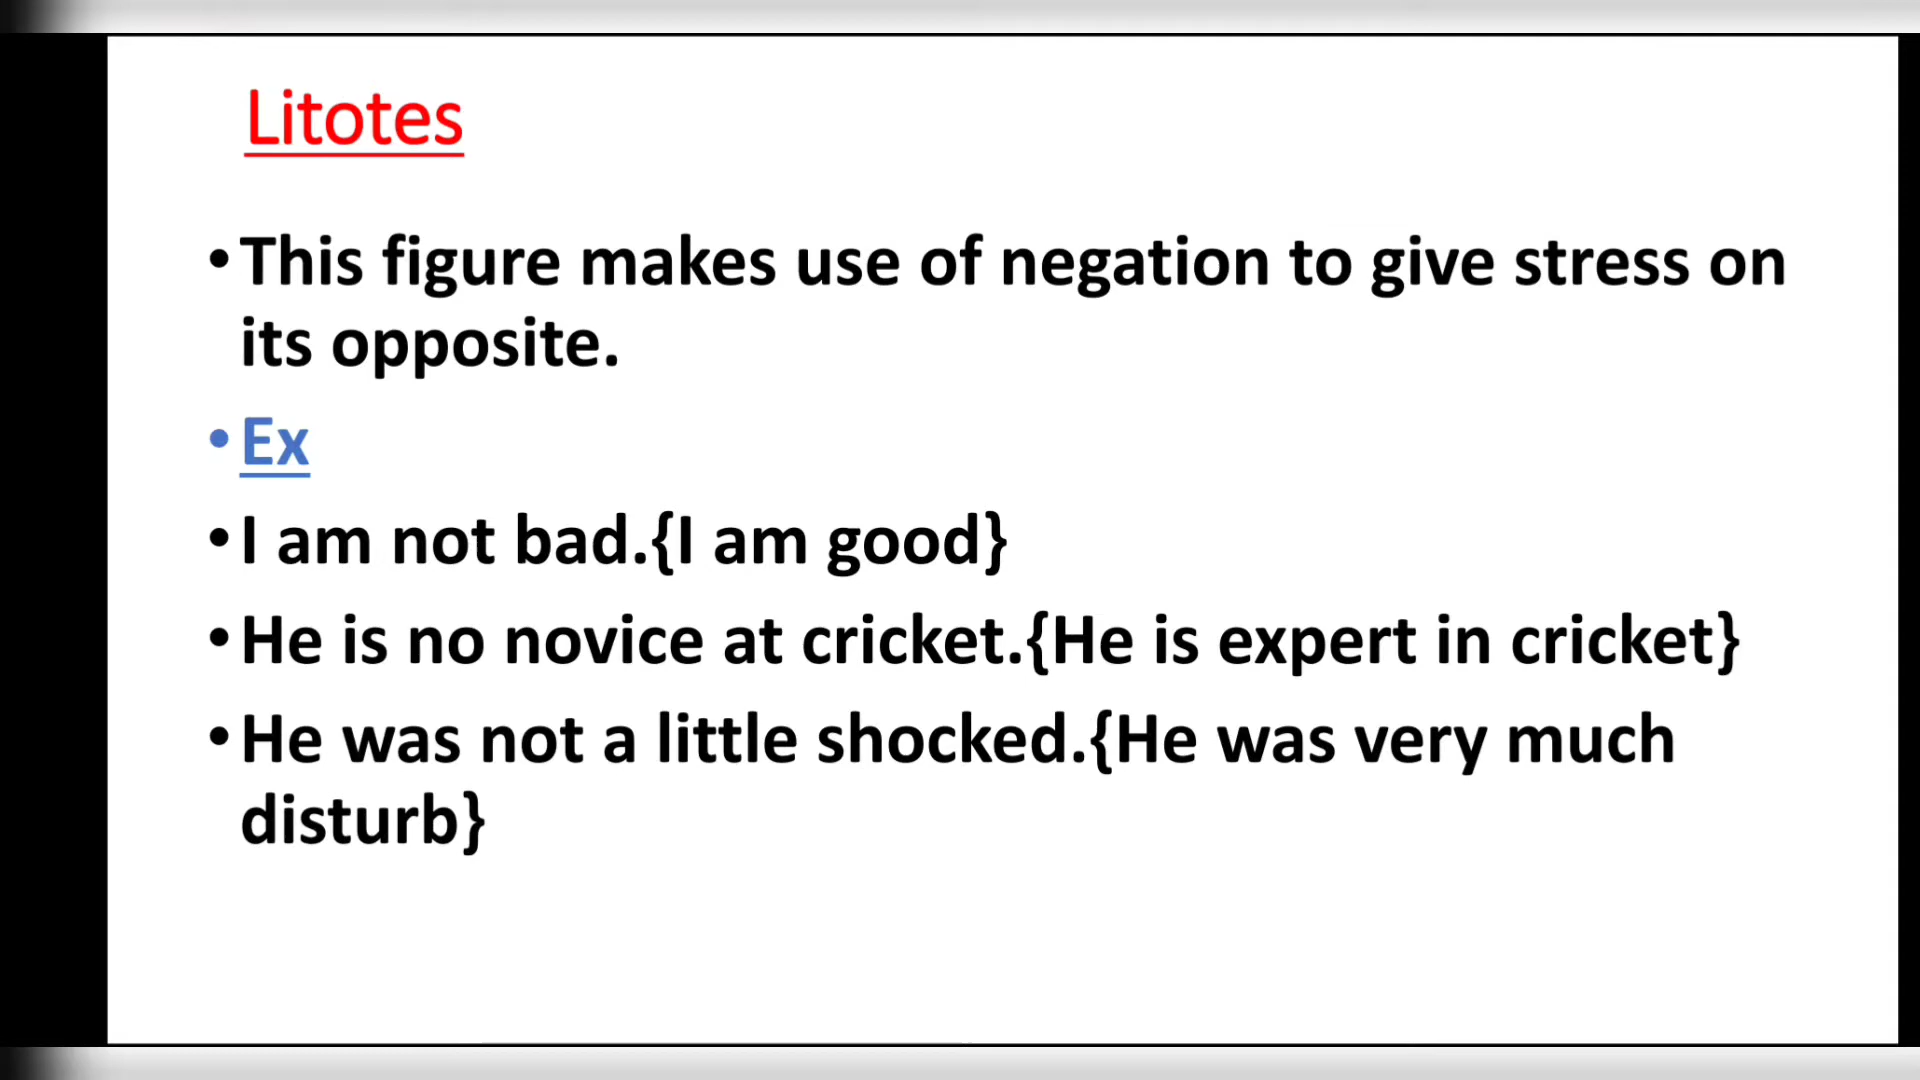 Litotes
•This figure makes use of negation to give stress on
its opposite.
•Ex
•I am not bad.{I am good}
•He is no novice at cricket.{He is expert in cricket}
•He was not a little shocked.{He was very much
disturb}